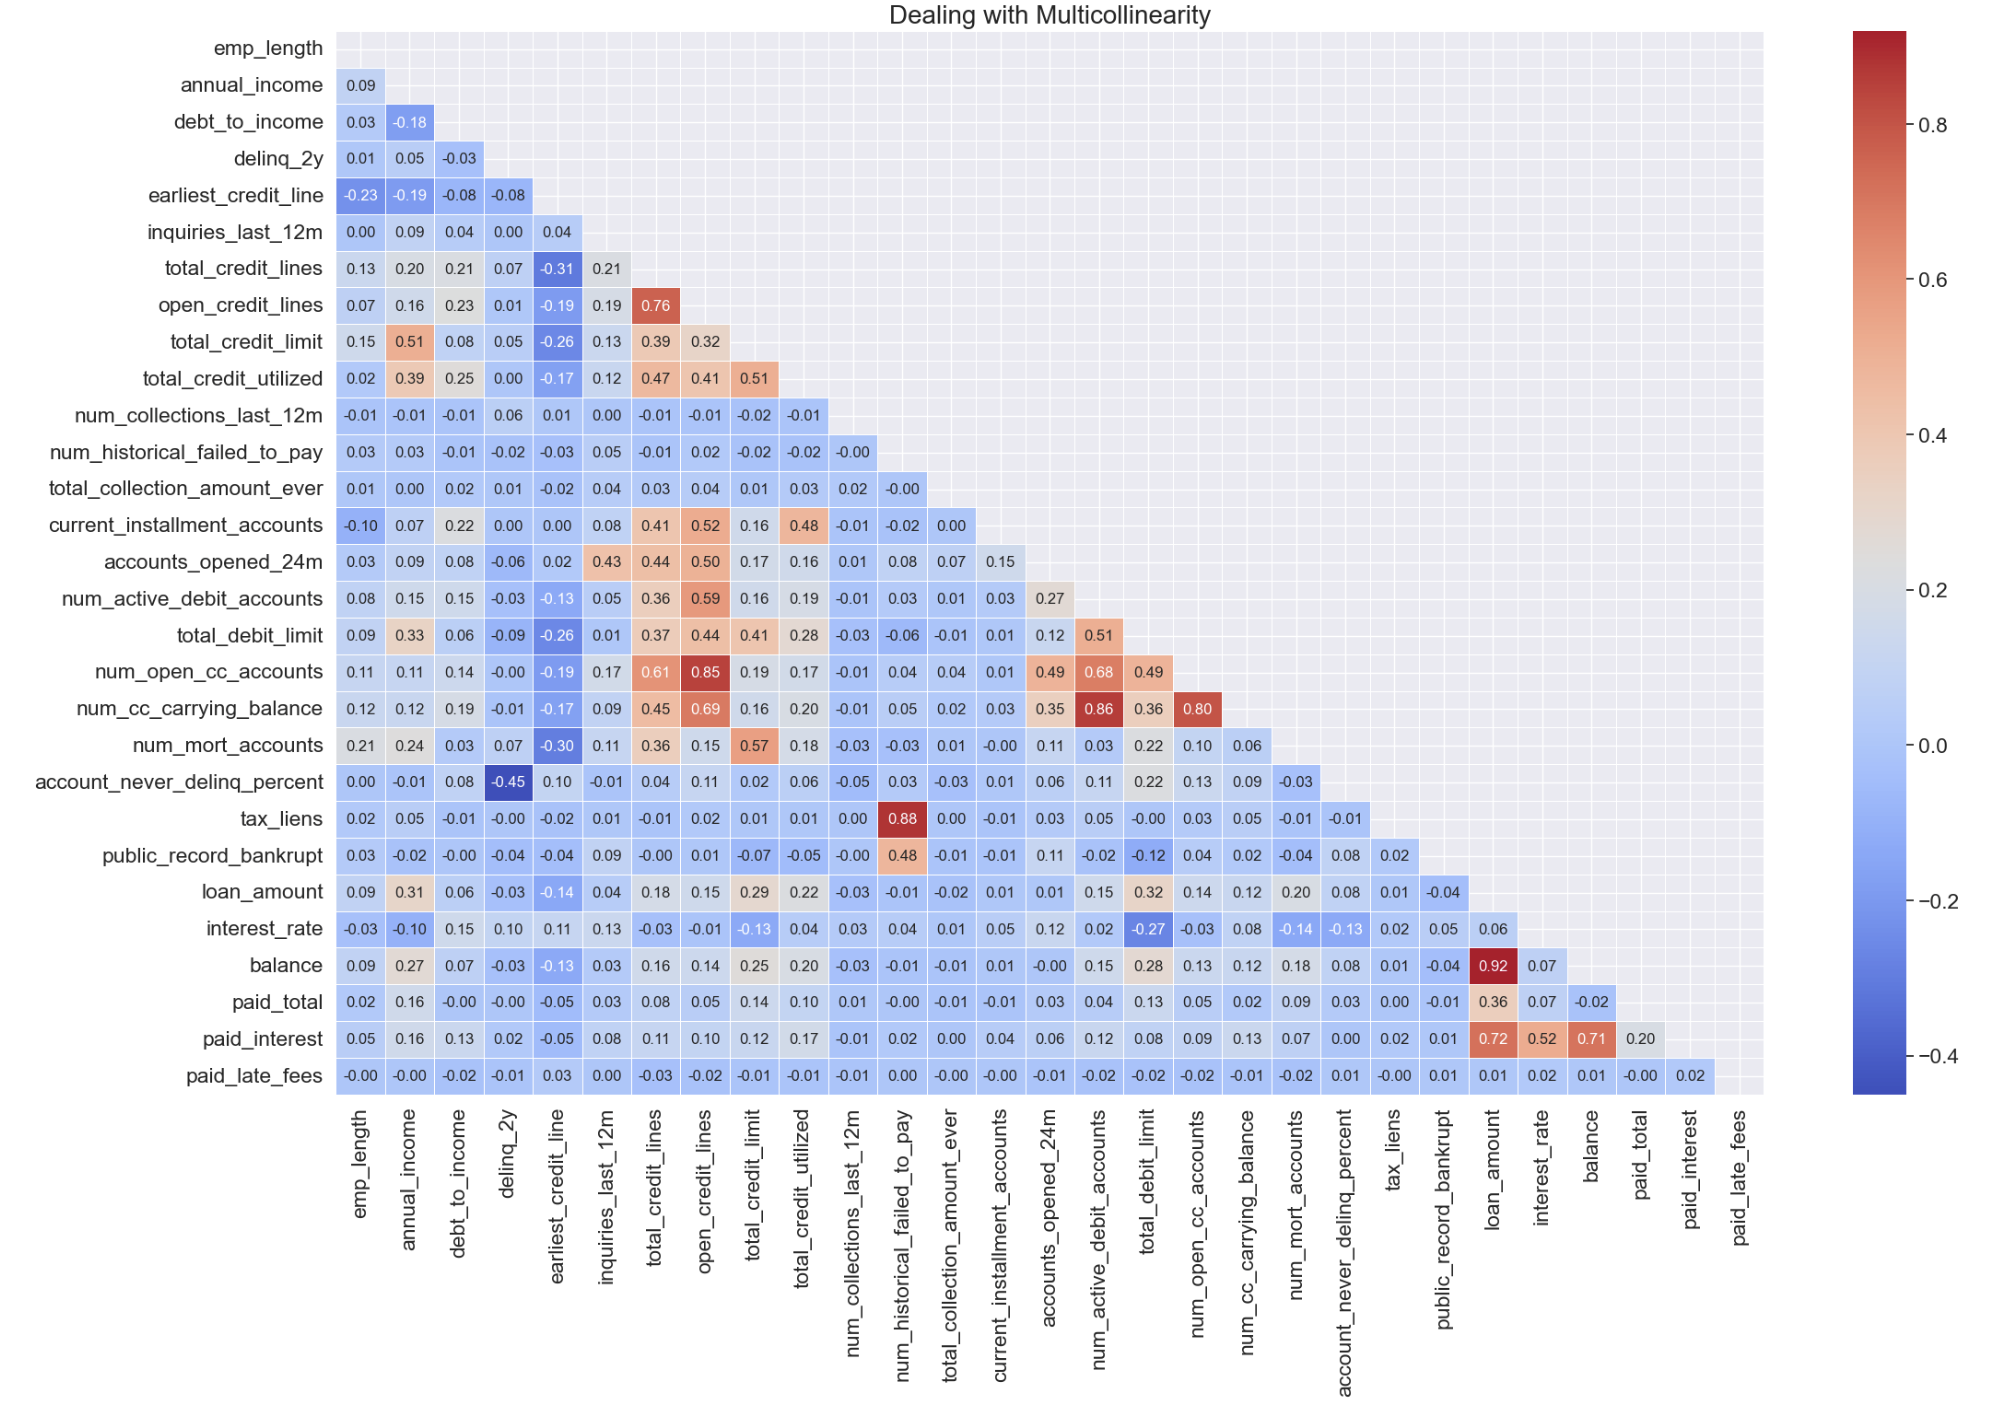 Dealing with Multicollinearity
emp_length
annual_income 0.09
debt_to_income 0.03 -0.18
delinq_2y 0.01 0.05 -0.03
earliest_credit_line -0.23 -0.19 -0.08 -0.08
inquiries_last_12m 0.00 0.09 0.04 0.00 0.04
total_credit_lines 0.13 0.20 0.21 0.07 -0.31 0.21
open_credit_lines 0.07 0.16 0.23 0.01 -0.19 0.19 0.76
total_credit_limit 0.15 0.51 0.08 0.05 -0.26 0.13 0.39 0.32
total_credit_utilized 0.02 0.39 0.25 0.00 -0.17 0.12 0.47 0.41 0.51
num_collections_last_12m -0.01 -0.01 -0.01 0.06 0.01 0.00 -0.01 -0.01 -0.02 -0.01
num_historical_failed_to_pay 0.03 0.03 -0.01 -0.02 -0.03 0.05 -0.01 0.02 -0.02 -0.02 -0.00
total_collection_amount_ever 0.01 0.00 0.02 0.01 -0.02 0.04 0.03 0.04 0.01 0.03 0.02 -0.00
current_installment_accounts -0.10 0.07 0.22 0.00 0.00 0.08 0.41 0.52 0.16 0.48 -0.01 -0.02 0.00
accounts_opened_24m 0.03 0.09 0.08 -0.06 0.02 0.43 0.44 0.50 0.17 0.16 0.01 0.08 0.07 0.15
num_active_debit_accounts 0.08 0.15 0.15 -0.03 -0.13 0.05 0.36 0.59 0.16 0.19 -0.01 0.03 0.01 0.03 0.27
total_debit_limit 0.09 0.33 0.06 -0.09 -0.26 0.01 0.37 0.44 0.41 0.28 -0.03 -0.06 -0.01 0.01 0.12 0.51
num_open_cc_accounts 0.11 0.11 0.14 -0.00 -0.19 0.17 0.61 0.85 0.19 0.17 -0.01 0.04 0.04 0.01 0.49 0.68 0.49
num_cc_carrying_balance 0.12 0.12 0.19 -0.01 -0.17 0.09 0.45 0.69 0.16 0.20 -0.01 0.05 0.02 0.03 0.35 0.86 0.36 0.80
num_mort_accounts 0.21 0.24 0.03 0.07 -0.30 0.11 0.36 0.15 0.57 0.18 -0.03 -0.03 0.01 -0.00 0.11 0.03 0.22 0.10 0.06
account_never_delinq_percent 0.00 -0.01 0.08 -0.45 0.10 -0.01 0.04 0.11 0.02 0.06 -0.05 0.03 -0.03 0.01 0.06 0.11 0.22 0.13 0.09 -0.03
tax_liens 0.02 0.05 -0.01 -0.00 -0.02 0.01 -0.01 0.02 0.01 0.01 0.00 0.88 0.00 -0.01 0.03 0.05 -0.00 0.03 0.05 -0.01 -0.01
public_record_bankrupt 0.03 -0.02 -0.00 -0.04 -0.04 0.09 -0.00 0.01 -0.07 -0.05 -0.00 0.48 -0.01 -0.01 0.11 -0.02 -0.12 0.04 0.02 -0.04 0.08 0.02
loan_amount 0.09 0.31 0.06 -0.03 -0.14 0.04 0.18 0.15 0.29 0.22 -0.03 -0.01 -0.02 0.01 0.01 0.15 0.32 0.14 0.12 0.20 0.08 0.01 -0.04
interest_rate -0.03 -0.10 0.15 0.10 0.11 0.13 -0.03 -0.01 -0.13 0.04 0.03 0.04 0.01 0.05 0.12 0.02 -0.27 -0.03 0.08 -0.14 -0.13 0.02 0.05 0.06
balance 0.09 0.27 0.07 -0.03 -0.13 0.03 0.16 0.14 0.25 0.20 -0.03 -0.01 -0.01 0.01 -0.00 0.15 0.28 0.13 0.12 0.18 0.08 0.01 -0.04 0.92 0.07
paid_total 0.02 0.16 -0.00 -0.00 -0.05 0.03 0.08 0.05 0.14 0.10 0.01 -0.00 -0.01 -0.01 0.03 0.04 0.13 0.05 0.02 0.09 0.03 0.00 -0.01 0.36 0.07 -0.02
paid_interest 0.05 0.16 0.13 0.02 -0.05 0.08 0.11 0.10 0.12 0.17 -0.01 0.02 0.00 0.04 0.06 0.12 0.08 0.09 0.13 0.07 0.00 0.02 0.01 0.72 0.52 0.71 0.20
paid_late_fees -0.00 -0.00 -0.02 -0.01 0.03 0.00 -0.03 -0.02 -0.01 -0.01 -0.01 0.00 -0.00 -0.00 -0.01 -0.02 -0.02 -0.02 -0.01 -0.02 0.01 -0.00 0.01 0.01 0.02 0.01 -0.00 0.02
emp_length
annual_income
debt_to_income
delinq_2y
earliest_credit_line
inquiries_last_12m
total_credit_lines
open_credit_lines
total_credit_limit
total_credit_utilized
num_collections_last_12m
num_historical_failed_to_pay
total_collection_amount_ever
current_installment_accounts
accounts_opened_24m
num_active_debit_accounts
total_debit_limit
num_open_cc_accounts
num_cc_carrying_balance
num_mort_accounts
account_never_delinq_percent
tax_liens
public_record_bankrupt
loan_amount
interest_rate
balance
paid_total
paid_interest
paid_late_fees
0.8
0.6
0.4
0.2
0.0
−0.2
−0.4